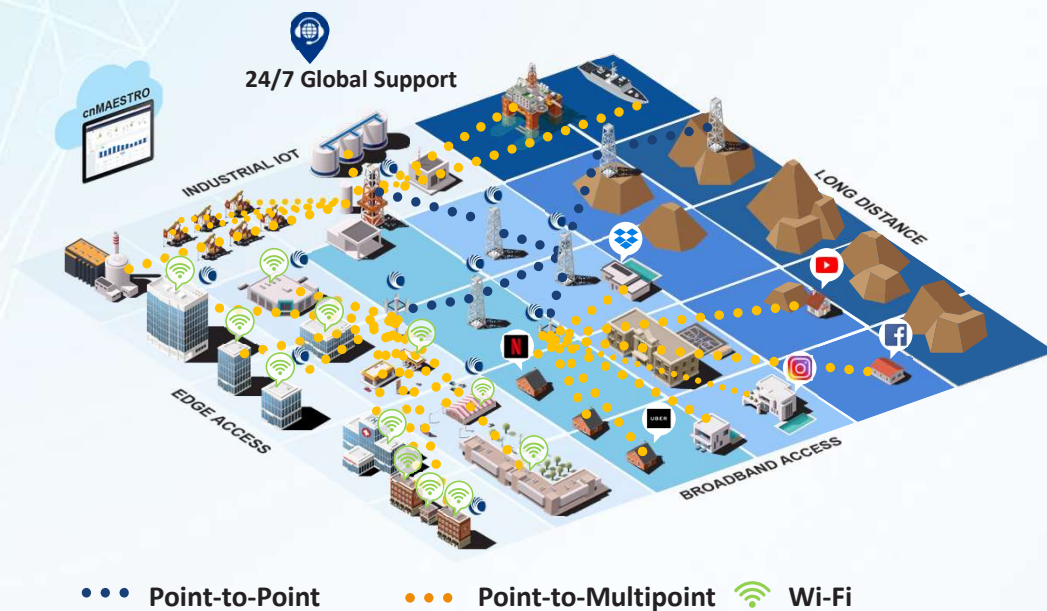 24/7 Global Support
cnMAESTRO
INDUSTRIAL IOT
LONG DISTANCE
N
f
UBER
EDGE ACCESS
BROADBAND ACCESS
H
Point-to-Point
Point-to-Multipoint
Wi-Fi